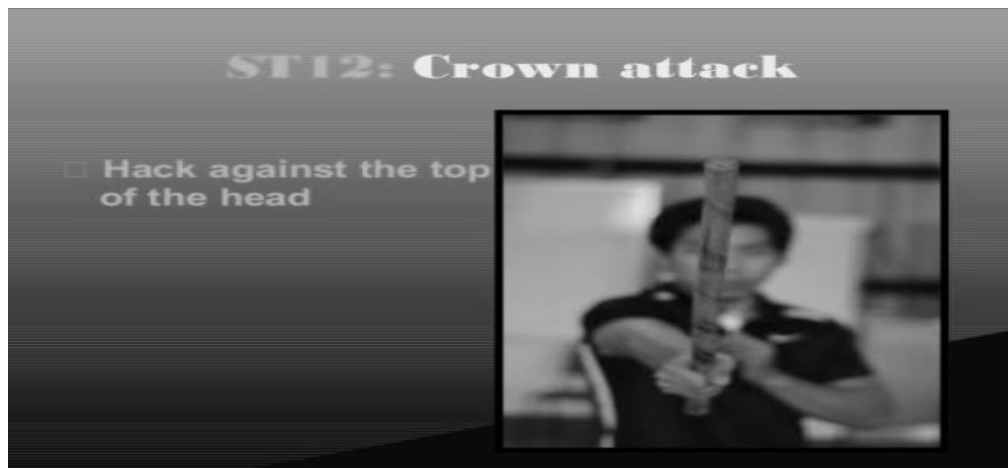 ST12: Crown attack
Hack against the top
of the head